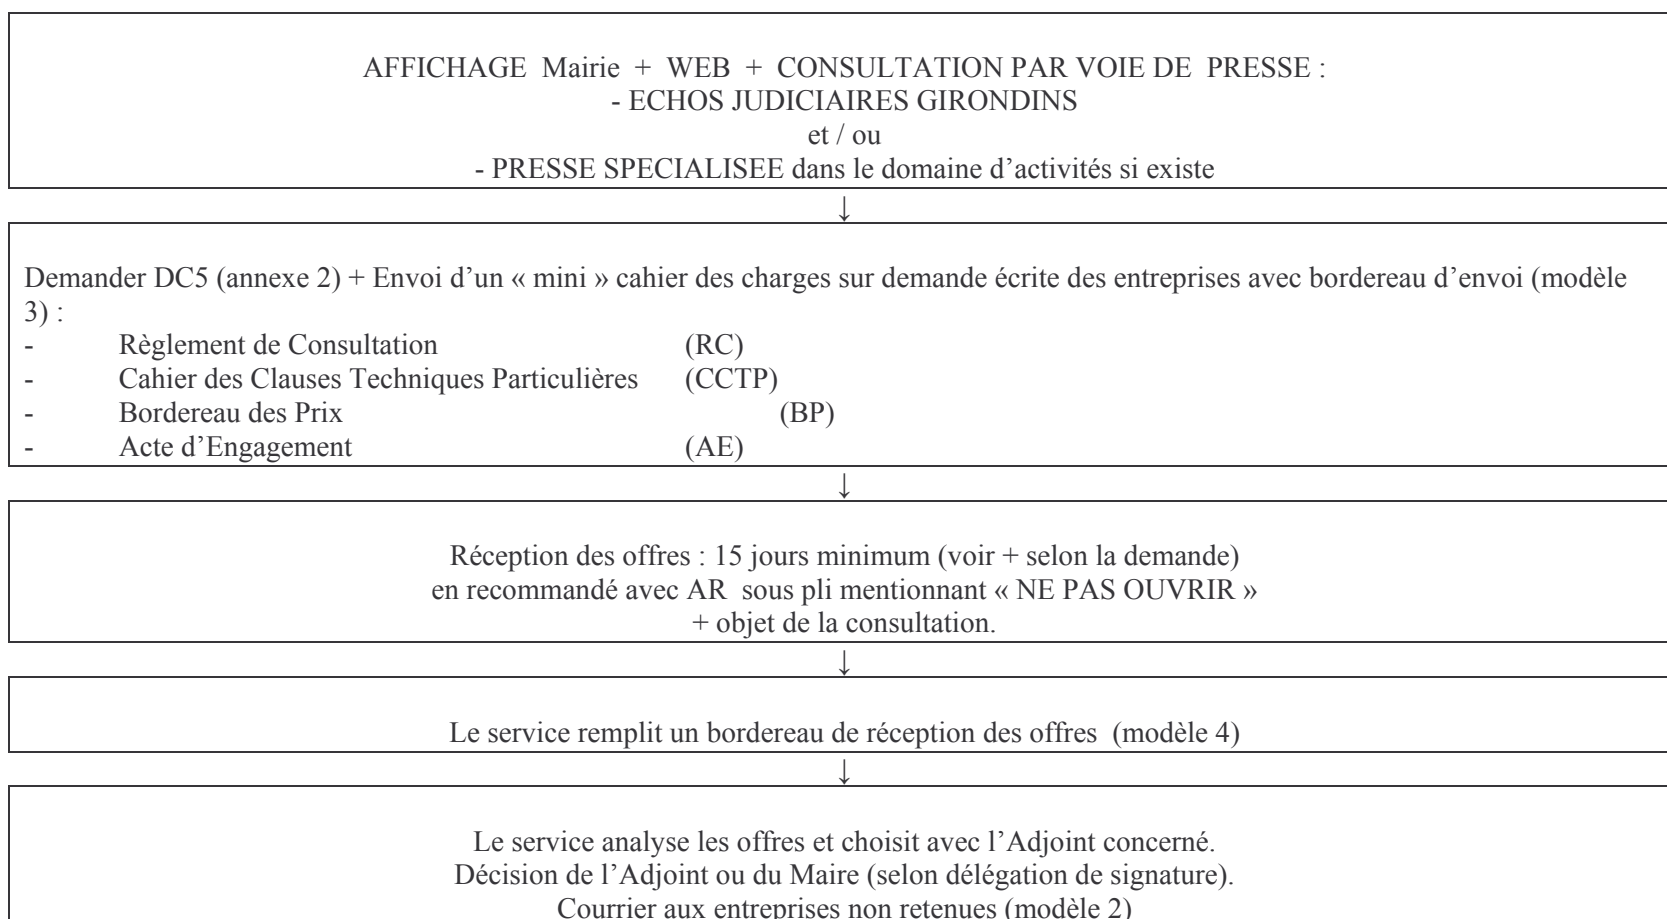 AFFICHAGE Mairie + WEB + CONSULTATION PAR VOIE DE PRESSE :
- ECHOS JUDICIAIRES GIRONDINS
et / ou
- PRESSE SPECIALISEE dans le domaine d’activités si existe
↓
Demander DC5 (annexe 2) + Envoi d’un « mini » cahier des charges sur demande écrite des entreprises avec bordereau d’envoi (modèle
3) :
- Règlement de Consultation (RC)
- Cahier des Clauses Techniques Particulières (CCTP)
- Bordereau des Prix (BP)
- Acte d’Engagement (AE)
↓
Réception des offres : 15 jours minimum (voir + selon la demande)
en recommandé avec AR sous pli mentionnant « NE PAS OUVRIR »
+ objet de la consultation.
↓
Le service remplit un bordereau de réception des offres (modèle 4)
↓
Le service analyse les offres et choisit avec l’Adjoint concerné.
Décision de l’Adjoint ou du Maire (selon délégation de signature).
Courrier aux entreprises non retenues (modèle 2)